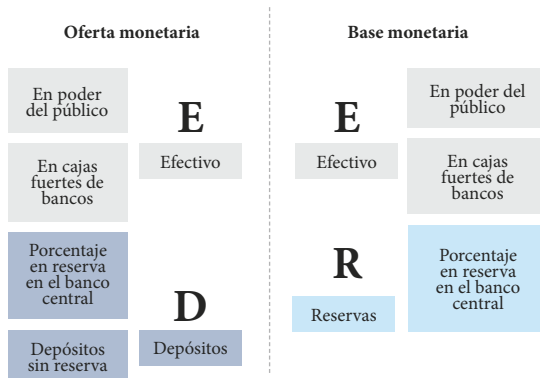 Oferta monetaria
En poder
del público
En cajas
fuertes de
bancos
Porcentaje
en reserva
en el banco
central
Depósitos
sin reserva
E
Efectivo
D
Depósitos
Base monetaria
E
Efectivo
R
Reservas
En poder del
público
En cajas
fuertes de
bancos
Porcentaje
en reserva
en el banco
central